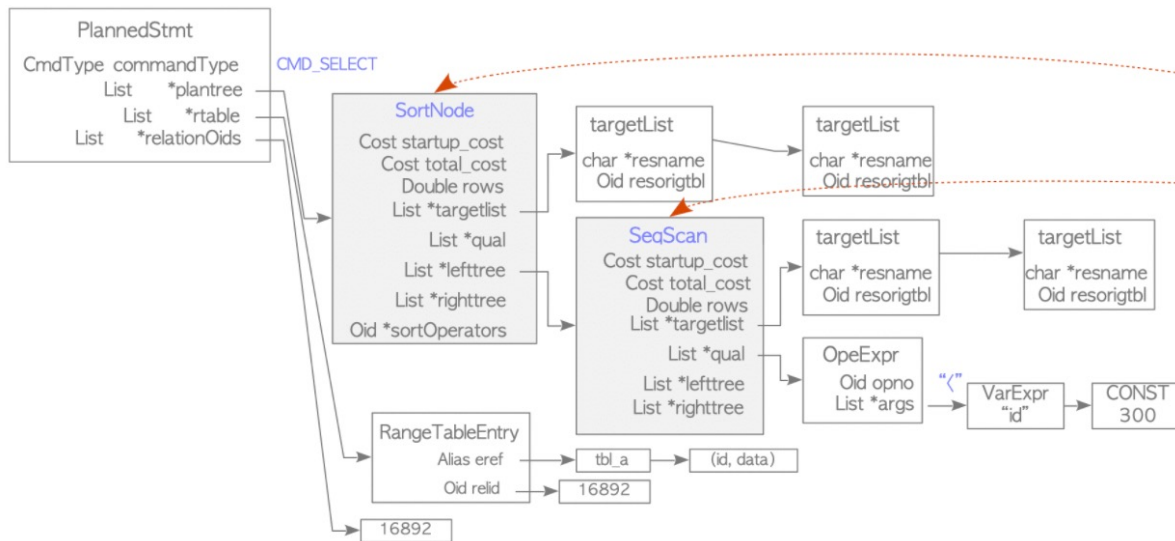 PlannedStmt
CmdType commandType
CMD_SELECT
List *plantree
List *rtable
List *relationOids
SortNode
Cost startup_cost
Cost total_cost
Double rows
List *targetlist
List *qual
List *lefttree
List *righttree
Oid *sortOperators
targetList
char *resname
Oid resorigtbl
targetList
char *resname
Oid resorigtbl
SeqScan
Cost startup_cost
Cost total_cost
Double rows
List *targetlist
List *qual
List *lefttree
List *righttree
targetList
char *resname
Oid resorigtbl
targetList
char *resname
Oid resorigtbl
OpeExpr
Oid opno
List *args
“<”
VarExpr
“id”
CONST
300
RangeTableEntry
Alias eref
Oid relid
tbl_a
(id, data)
16892
16892